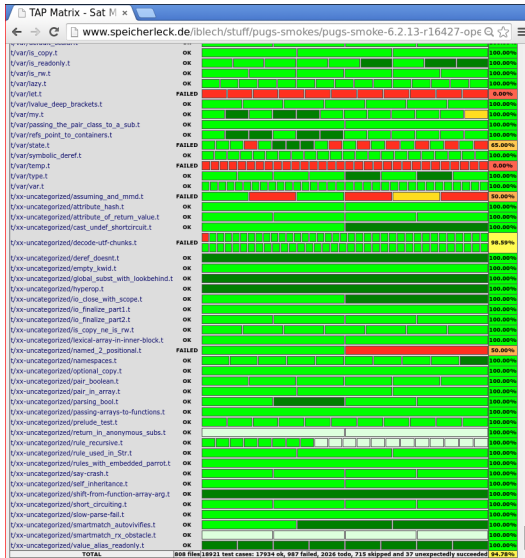 TAP Matrix - Sat M
www.speicherleck.de/iblech/stuff/pugs-smokes/pugs-smoke-6.2.13-r16427-ope
t/var/is_copy.t OK 100.00%
t/var/is_readonly.t OK 100.00%
t/var/is_rw.t OK 100.00%
t/var/lazy.t OK 100.00%
t/var/let.t FAILED 0.00%
t/var/lvalue_deep_brackets.t OK 100.00%
t/var/my.t OK 100.00%
t/var/passing_the_pair_class_to_a_sub.t OK 100.00%
t/var/refs_point_to_containers.t OK 100.00%
t/var/state.t FAILED 65.00%
t/var/symbolic_deref.t OK 100.00%
t/var/temp.t FAILED 0.00%
t/var/type.t OK 100.00%
t/var/var.t OK 100.00%
t/xx-uncategorized/assuming_and_mmd.t FAILED 50.00%
t/xx-uncategorized/attribute_hash.t OK 100.00%
t/xx-uncategorized/attribute_of_return_value.t OK 100.00%
t/xx-uncategorized/cast_undef_shortcircuit.t OK 100.00%
t/xx-uncategorized/decode-utf-chunks.t FAILED 98.59%
t/xx-uncategorized/deref_doesnt.t OK 100.00%
t/xx-uncategorized/empty_kwid.t OK 100.00%
t/xx-uncategorized/global_subst_with_lookbehind.t OK 100.00%
t/xx-uncategorized/hyperop.t OK 100.00%
t/xx-uncategorized/io_close_with_scope.t OK 100.00%
t/xx-uncategorized/io_finalize_part1.t OK 100.00%
t/xx-uncategorized/io_finalize_part2.t OK 100.00%
t/xx-uncategorized/is_copy_ne_is_rw.t OK 100.00%
t/xx-uncategorized/lexical-array-in-inner-block.t OK 100.00%
t/xx-uncategorized/named_2_positional.t FAILED 50.00%
t/xx-uncategorized/namespaces.t OK 100.00%
t/xx-uncategorized/optional_copy.t OK 100.00%
t/xx-uncategorized/pair_boolean.t OK 100.00%
t/xx-uncategorized/pair_in_array.t OK 100.00%
t/xx-uncategorized/parsing_bool.t OK 100.00%
t/xx-uncategorized/passing-arrays-to-functions.t OK 100.00%
t/xx-uncategorized/prelude_test.t OK 100.00%
t/xx-uncategorized/return_in_anonymous_subs.t OK 100.00%
t/xx-uncategorized/rule_recursive.t OK 100.00%
t/xx-uncategorized/rule_used_in_Str.t OK 100.00%
t/xx-uncategorized/rules_with_embedded_parrot.t OK 100.00%
t/xx-uncategorized/say-crash.t OK 100.00%
t/xx-uncategorized/self_inheritance.t OK 100.00%
t/xx-uncategorized/shift-from-function-array-arg.t OK 100.00%
t/xx-uncategorized/short_circuiting.t OK 100.00%
t/xx-uncategorized/slow-parse-fail.t OK 100.00%
t/xx-uncategorized/smartmatch_autovivifies.t OK 100.00%
t/xx-uncategorized/smartmatch_rx_obstacle.t OK 100.00%
t/xx-uncategorized/value_alias_readonly.t OK 100.00%
TOTAL 808 files 18921 test cases: 17934 ok, 987 failed, 2026 todo, 715 skipped and 37 unexpectedly succeeded 94.78%